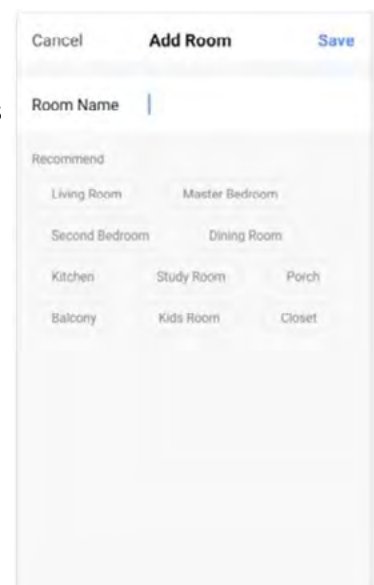 Cancel Add Room Save
Room Name
Recommend
Living Room Master Bedroom
Second Bedroom Dining Room
Kitchen Study Room Porch
Balcony Kids Room Closet